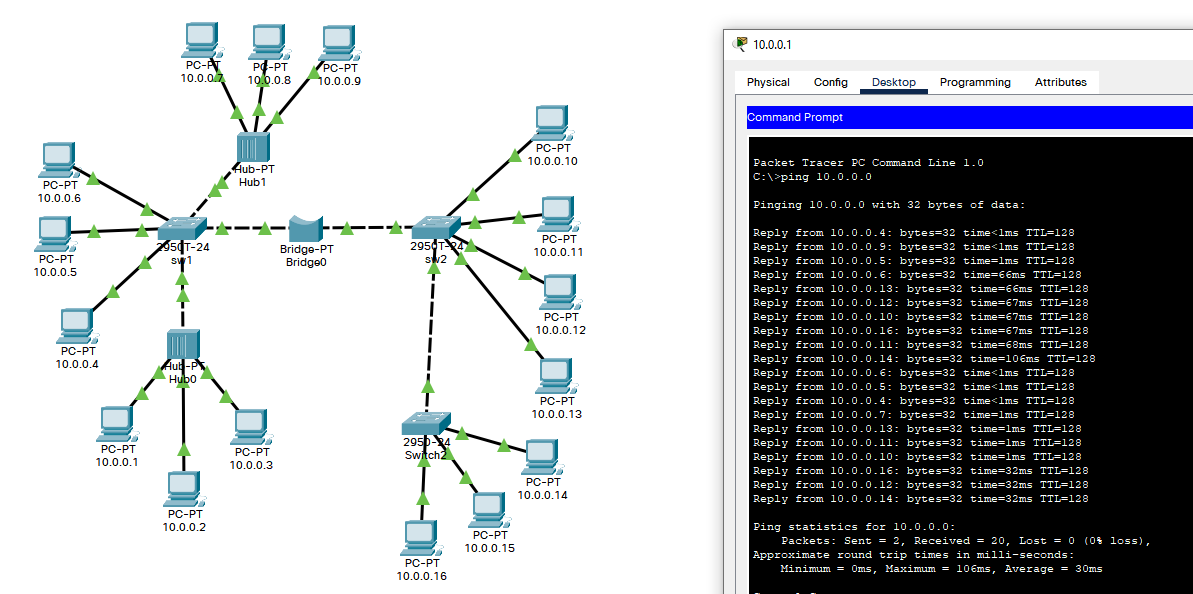 PC-PT
10.0.0.7
PC-PT
10.0.0.8
PC-PT
10.0.0.9
Hub-PT
Hub1
PC-PT
10.0.0.6
PC-PT
10.0.0.5
PC-PT
10.0.0.4
2950T-24
sw1
Bridge-PT
Bridge0
2950T-24
sw2
PC-PT
10.0.0.10
PC-PT
10.0.0.11
PC-PT
10.0.0.12
PC-PT
10.0.0.13
Hub-PT
Hub0
PC-PT
10.0.0.1
PC-PT
10.0.0.2
PC-PT
10.0.0.3
2950-24
Switch2
PC-PT
10.0.0.14
PC-PT
10.0.0.15
PC-PT
10.0.0.16
10.0.0.1
Physical Config Desktop Programming Attributes
Command Prompt
Packet Tracer PC Command Line 1.0
C:\>ping 10.0.0.0
Pinging 10.0.0.0 with 32 bytes of data:
Reply from 10.0.0.4: bytes=32 time<1ms TTL=128
Reply from 10.0.0.9: bytes=32 time<1ms TTL=128
Reply from 10.0.0.5: bytes=32 time=1ms TTL=128
Reply from 10.0.0.6: bytes=32 time=66ms TTL=128
Reply from 10.0.0.13: bytes=32 time=66ms TTL=128
Reply from 10.0.0.12: bytes=32 time=67ms TTL=128
Reply from 10.0.0.10: bytes=32 time=67ms TTL=128
Reply from 10.0.0.16: bytes=32 time=67ms TTL=128
Reply from 10.0.0.11: bytes=32 time=68ms TTL=128
Reply from 10.0.0.14: bytes=32 time=106ms TTL=128
Reply from 10.0.0.6: bytes=32 time<1ms TTL=128
Reply from 10.0.0.5: bytes=32 time<1ms TTL=128
Reply from 10.0.0.4: bytes=32 time<1ms TTL=128
Reply from 10.0.0.7: bytes=32 time=1ms TTL=128
Reply from 10.0.0.13: bytes=32 time=1ms TTL=128
Reply from 10.0.0.11: bytes=32 time=1ms TTL=128
Reply from 10.0.0.10: bytes=32 time=1ms TTL=128
Reply from 10.0.0.16: bytes=32 time=32ms TTL=128
Reply from 10.0.0.12: bytes=32 time=32ms TTL=128
Reply from 10.0.0.14: bytes=32 time=32ms TTL=128
Ping statistics for 10.0.0.0:
Packets: Sent = 2, Received = 20, Lost = 0 (0% loss),
Approximate round trip times in milli-seconds:
Minimum = 0ms, Maximum = 106ms, Average = 30ms